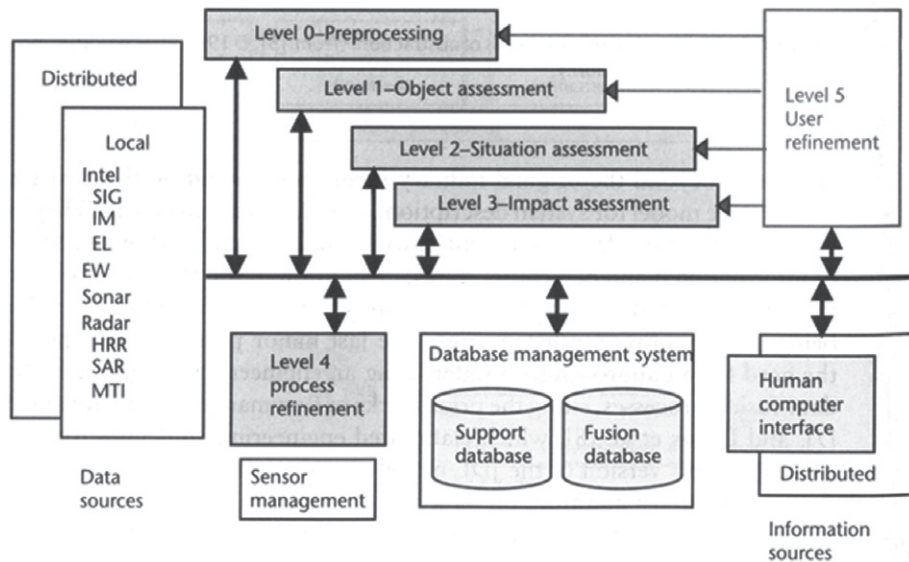 Level 0–Preprocessing
Distributed
Level 1–Object assessment
Level 5
User
refinement
Local
Level 2–Situation assessment
Intel
SIG
IM
EL
EW
Sonar
Radar
HRR
SAR
MTI
Level 3–Impact assessment
Level 4
process
refinement
Database management system
Support
database
Fusion
database
Human
computer
interface
Distributed
Data
sources
Sensor
management
Information
sources